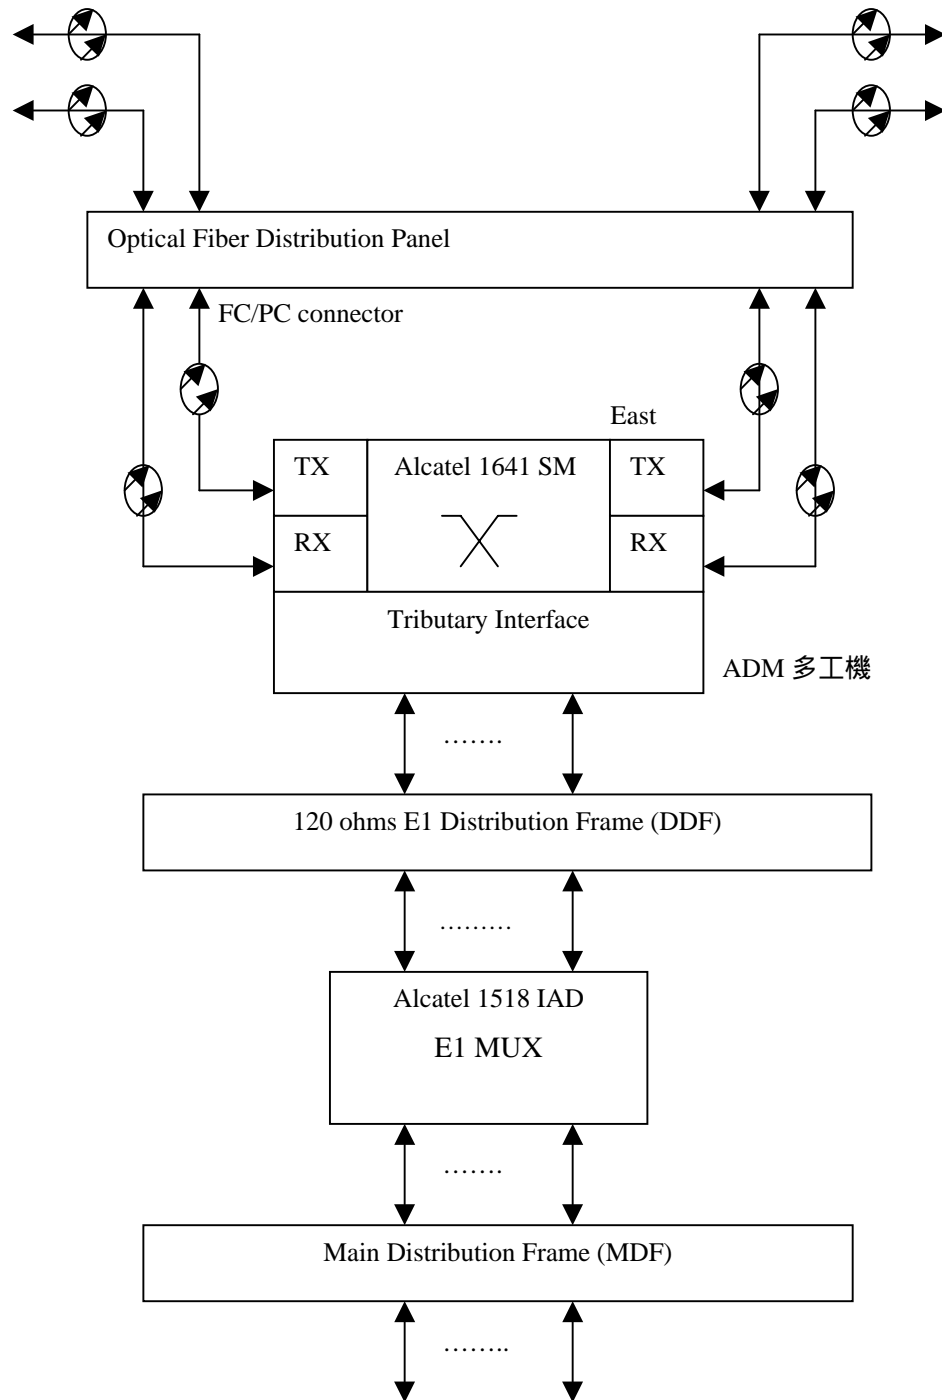 Optical Fiber Distribution Panel
FC/PC connector
East
TX
Alcatel 1641 SM
TX
RX
RX
Tributary Interface
ADM 多工機
…….
120 ohms E1 Distribution Frame (DDF)
………
Alcatel 1518 IAD
E1 MUX
…….
Main Distribution Frame (MDF)
……..